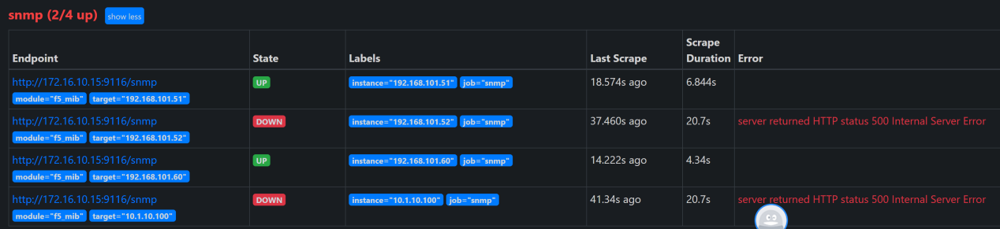 snmp (2/4 up) show less
Endpoint State Labels Last Scrape Scrape Duration Error
http://172.16.10.15:9116/snmp UP instance="192.168.101.51" job="snmp" 18.574s ago 6.844s
module="f5_mib" target="192.168.101.51"
http://172.16.10.15:9116/snmp DOWN instance="192.168.101.52" job="snmp" 37.460s ago 20.7s server returned HTTP status 500 Internal Server Error
module="f5_mib" target="192.168.101.52"
http://172.16.10.15:9116/snmp UP instance="192.168.101.60" job="snmp" 14.222s ago 4.34s
module="f5_mib" target="192.168.101.60"
http://172.16.10.15:9116/snmp DOWN instance="10.1.10.100" job="snmp" 41.34s ago 20.7s server returned HTTP status 500 Internal Server Error
module="f5_mib" target="10.1.10.100"